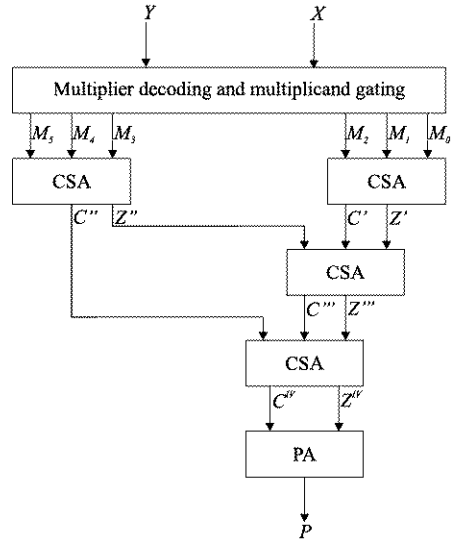 Y X
Multiplier decoding and multiplicand gating
M5 M4 M3 M2 M1 M0
CSA CSA
C'' Z'' C' Z'
CSA
C''' Z'''
CSA
C^IV Z^IV
PA
P